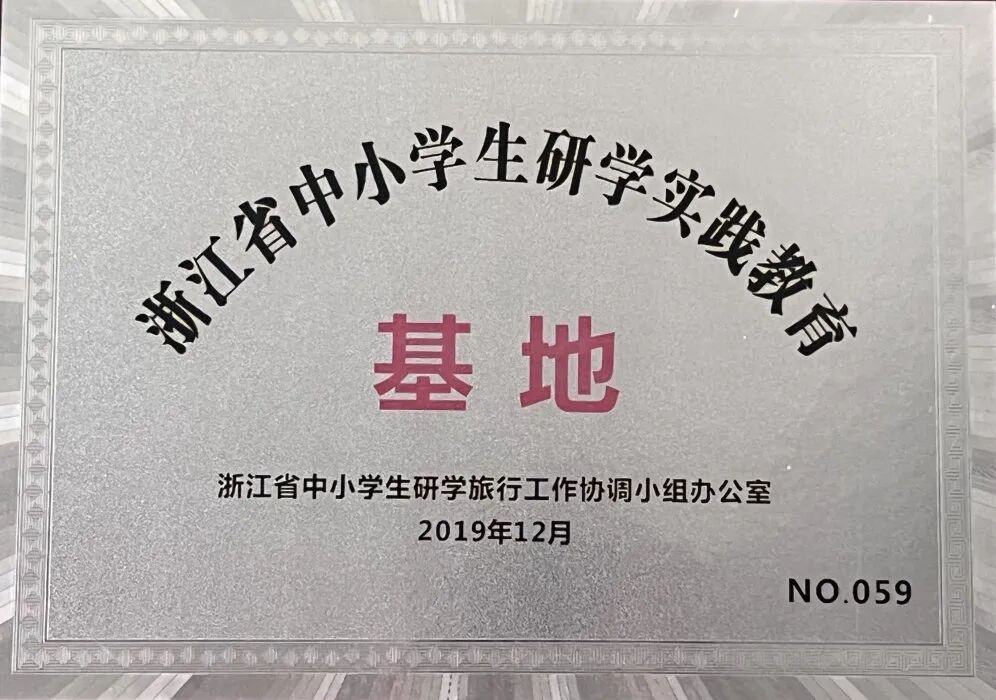 浙江省中小学生研学实践教育
基地
浙江省中小学生研学旅行工作协调小组办公室
2019年12月
NO.059